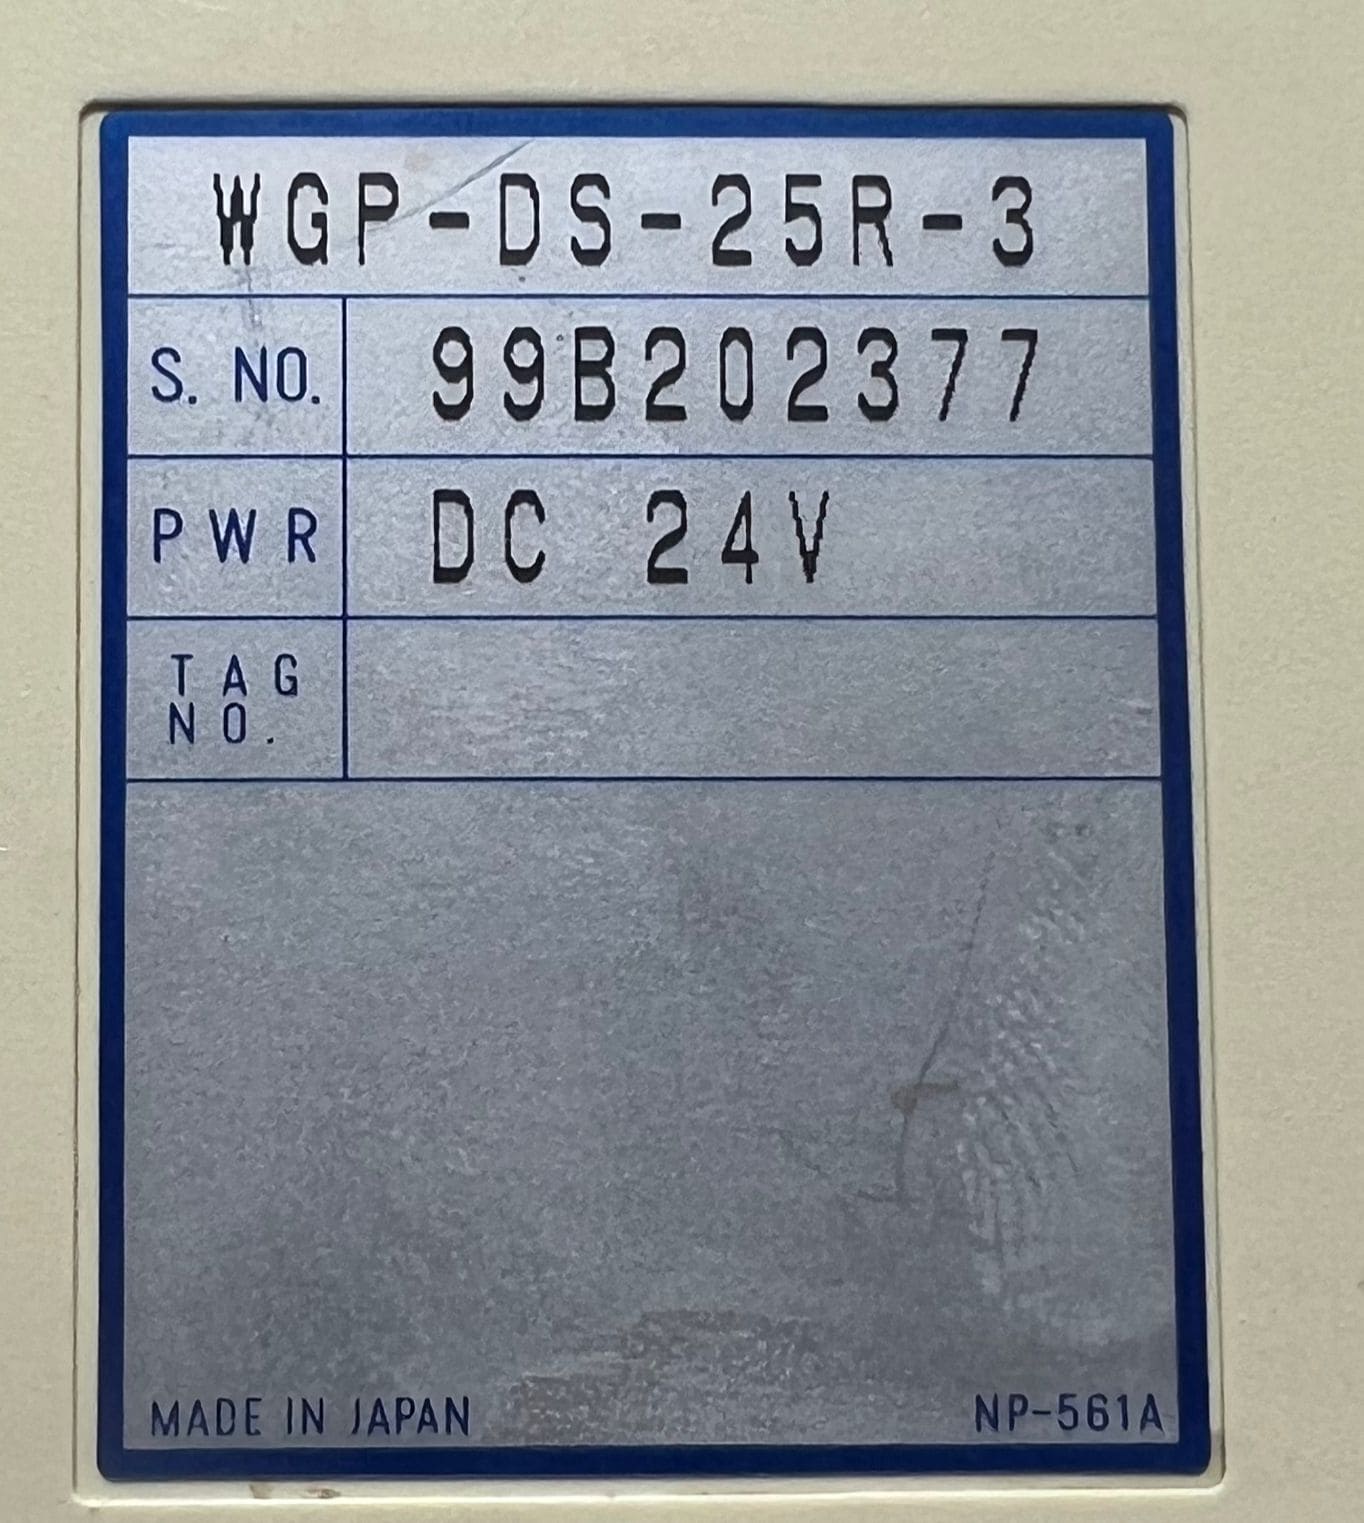 WGP-DS-25R-3
S. NO. 99B202377
PWR DC 24V
TAG
NO.
MADE IN JAPAN NP-561A